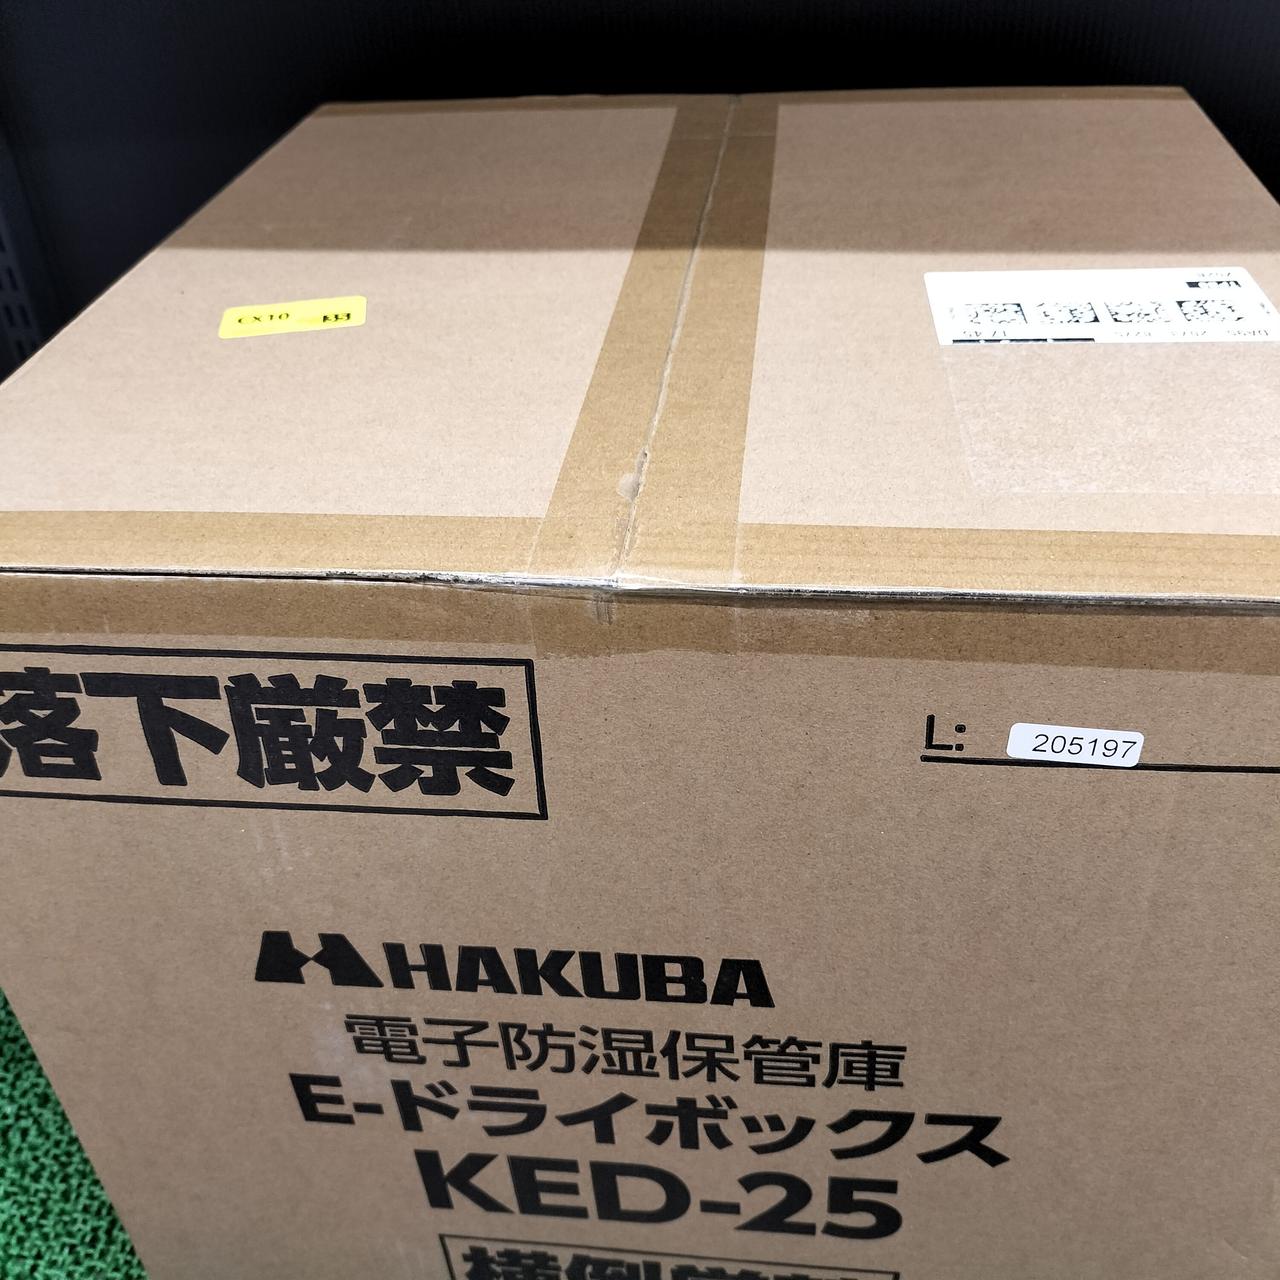 CX10
落下厳禁
L: 205197
HAKUBA
電子防湿保管庫
E-ドライボックス
KED-25